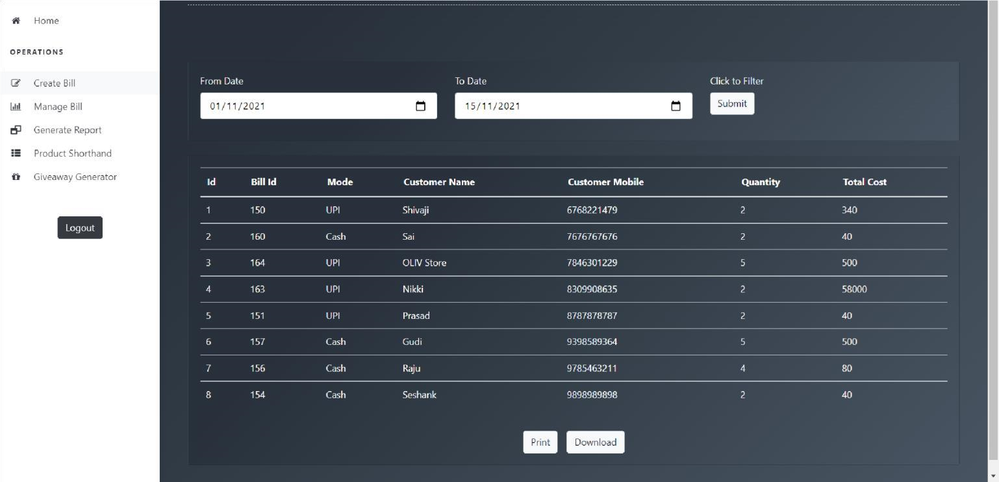 Home
OPERATIONS
Create Bill
Manage Bill
Generate Report
Product Shorthand
Giveaway Generator
Logout
From Date To Date Click to Filter
01/11/2021 15/11/2021 Submit
Id Bill Id Mode Customer Name Customer Mobile Quantity Total Cost
1 150 UPI Shivaji 6768221479 2 340
2 160 Cash Sai 7676767676 2 40
3 164 UPI OLIV Store 7846301229 5 500
4 163 UPI Nikki 8309908635 2 58000
5 151 UPI Prasad 8787878787 2 40
6 157 Cash Gudi 9398589364 5 500
7 156 Cash Raju 9785463211 4 80
8 154 Cash Seshank 9898989898 2 40
Print Download